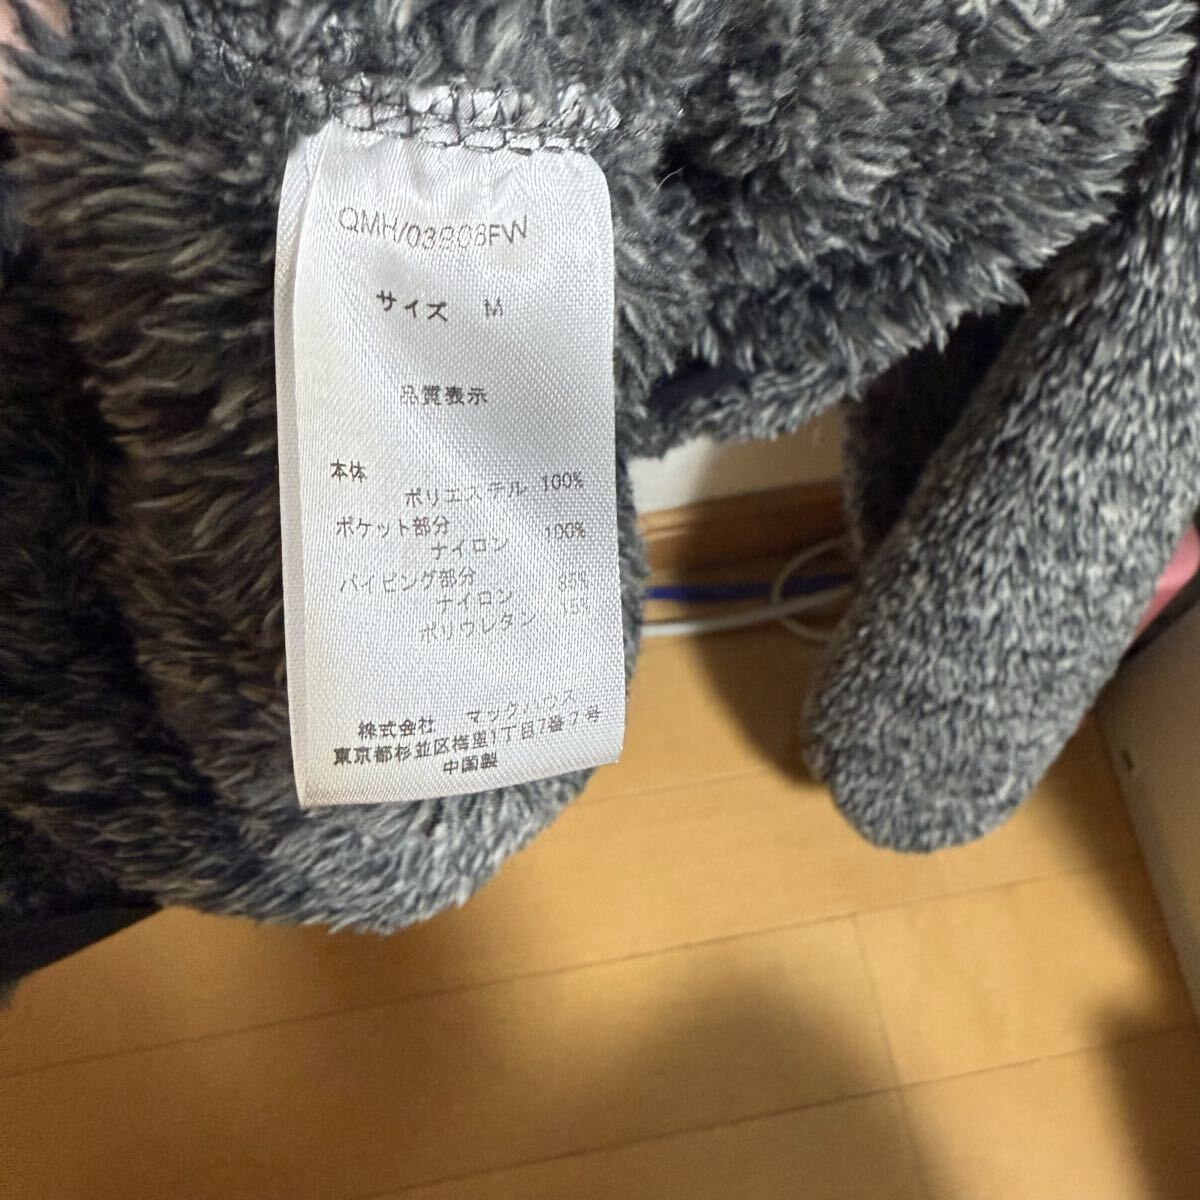 サイズ M
品質表示
本体
ポリエステル 100%
ポケット部分
ナイロン 100%
パイピング部分
ナイロン 85%
ポリウレタン 15%
株式会社 マックハウス
東京都杉並区梅里1丁目7番7号
中国製